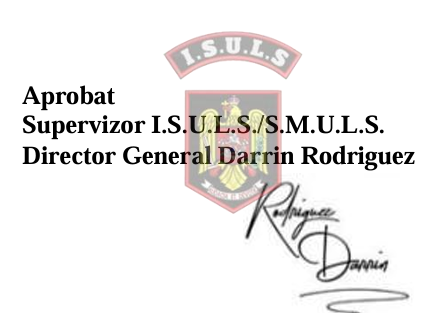 I.S.U.L.S
Aprobat
Supervizor I.S.U.L.S./S.M.U.L.S.
Director General Darrin Rodriguez
Rodriguez
Darrin